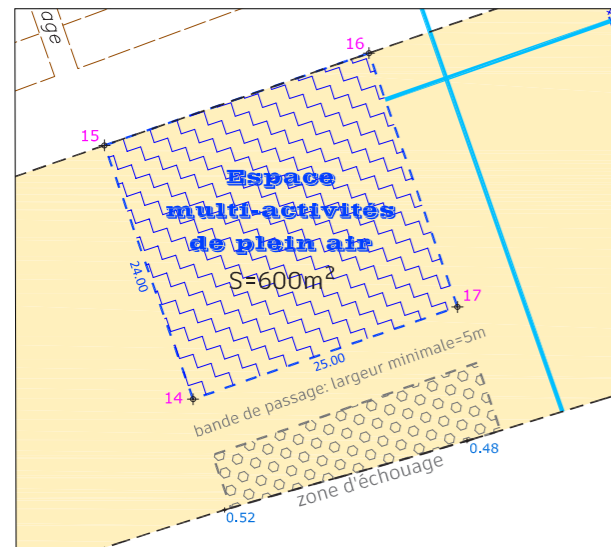 age
16
15
Espace
multi-activités
de plein air
S=600m²
24.00
17
25.00
14
bande de passage: largeur minimale=5m
0.48
zone d'échouage
0.52